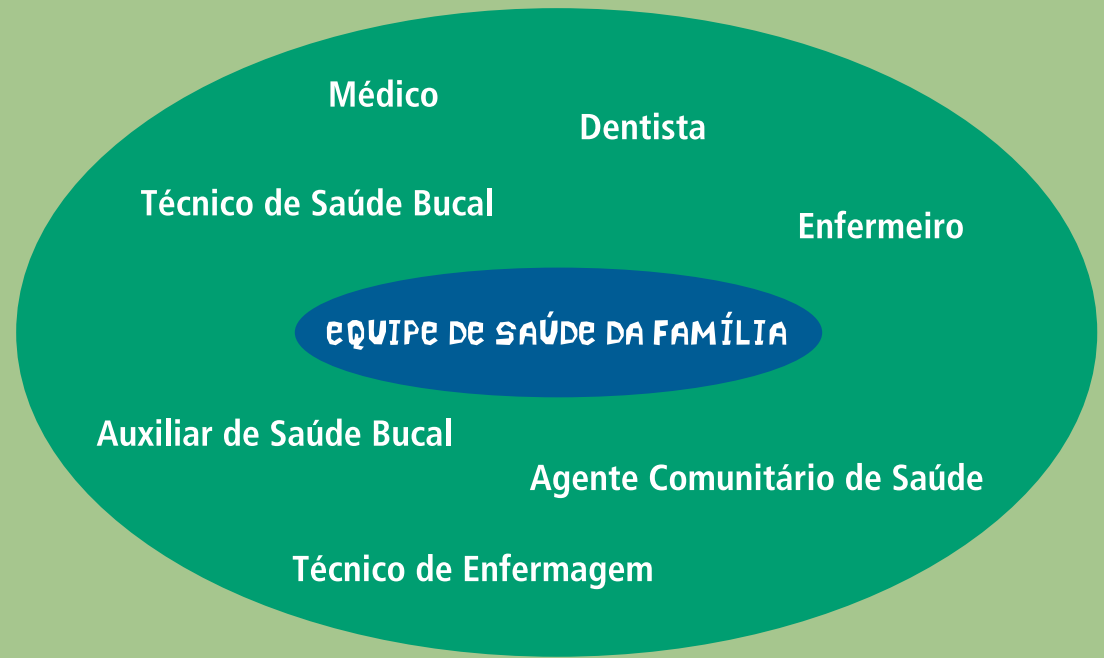 Médico
Dentista
Técnico de Saúde Bucal
Enfermeiro
EQUIPE DE SAÚDE DA FAMÍLIA
Auxiliar de Saúde Bucal
Agente Comunitário de Saúde
Técnico de Enfermagem